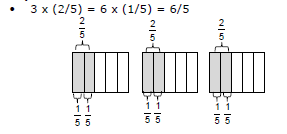 • 3 x (2/5) = 6 x (1/5) = 6/5
2/5 2/5 2/5
1/5 1/5 1/5 1/5 1/5 1/5